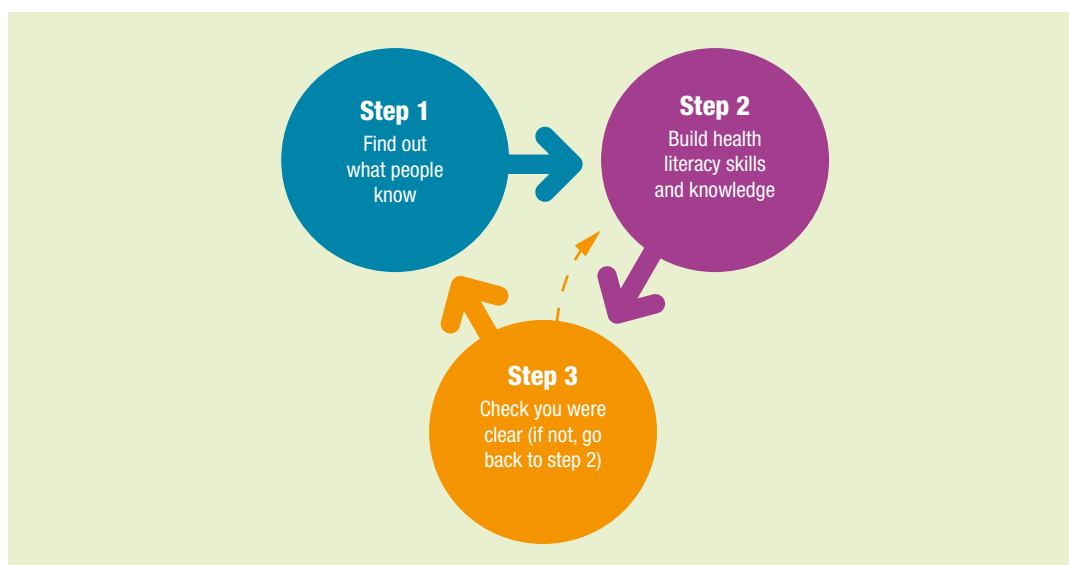 Step 1
Find out
what people
know
Step 2
Build health
literacy skills
and knowledge
Step 3
Check you were
clear (if not, go
back to step 2)